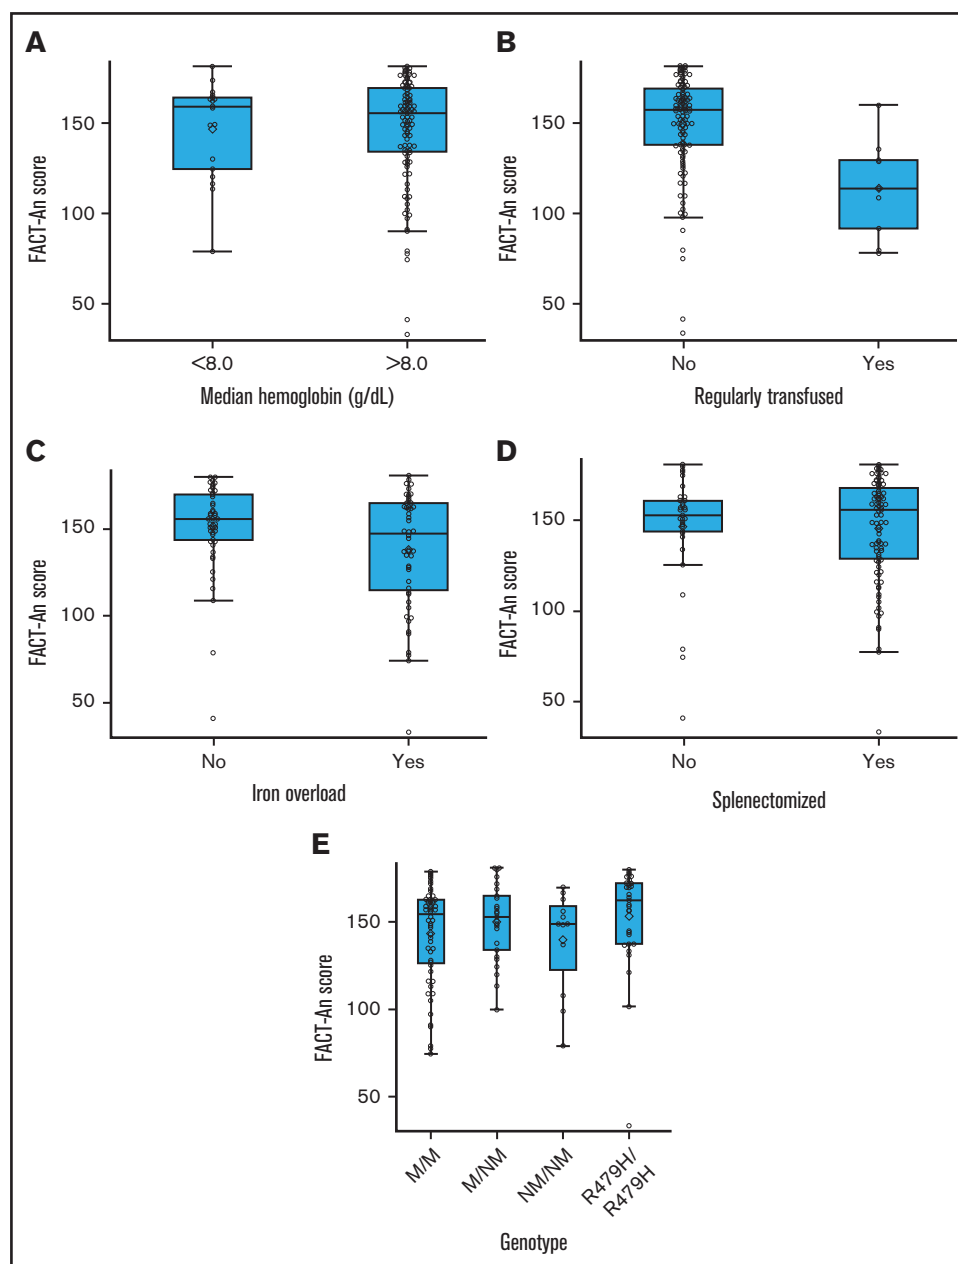 A
FACT-An score
150
100
50
<8.0
>8.0
Median hemoglobin (g/dL)
B
FACT-An score
150
100
50
No
Yes
Regularly transfused
C
FACT-An score
150
100
50
No
Yes
Iron overload
D
FACT-An score
150
100
50
No
Yes
Splenectomized
E
FACT-An score
150
100
50
M/M
M/NM
NM/NM
R479H/
R479H
Genotype